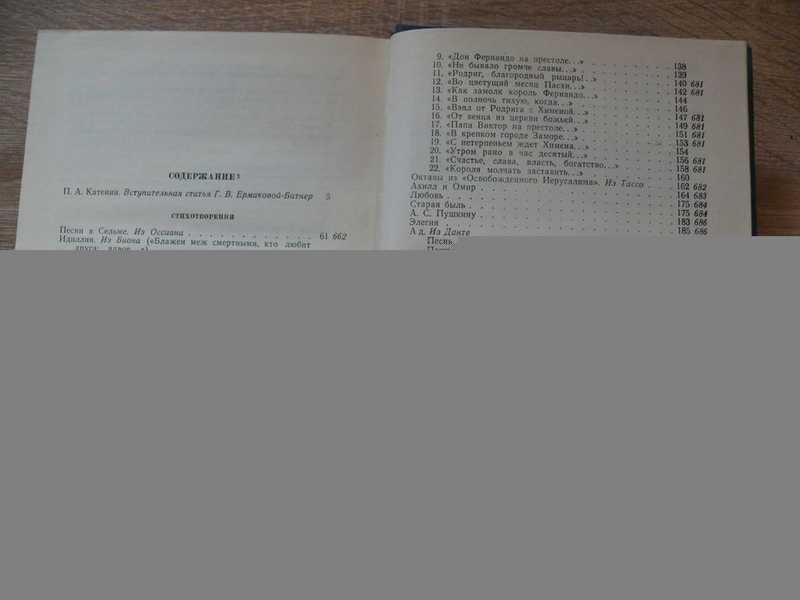 СОДЕРЖАНИЕ
П. А. Катенин. Вступительная статья Г. В. Ермаковой-Битнер 5
СТИХОТВОРЕНИЯ
Песни в Сельме. Из Оссиана . . . . . . . . . . . . 61 662
Идиллия. Из Биона («Блажен меж смертными, кто любит
друга; вдвое...»)
9. «Дон Фернандо на престоле...»
10. «Не бывало громче славы...» 138
11. «Родриг, благородный рыцарь!..» 139
12. «Во цветущий месяц Пасхи...» 140 681
13. «Как замолк король Фернандо...» 142 681
14. «В полночь тихую, когда...» 144
15. «Взял от Родрига с Хименой...» 146
16. «От венца из церкви божьей...» 147 681
17. «Папа Виктор на престоле...» 149 681
18. «В крепком городе Заморе...» 151 681
19. «С нетерпеньем ждет Химена...» 153 681
20. «Утром рано в час десятый...» 154
21. «Счастье, слава, власть, богатство...» 156 681
22. «Короля молчать заставить...» 158 681
Октавы из «Освобожденного Иерусалима». Из Тассо 160
Ахилл и Омир 162 682
Любовь 164 683
Старая быль 175 684
А. С. Пушкину 175 684
Элегия 183 686
Ад. Из Данте 185 686
Песнь